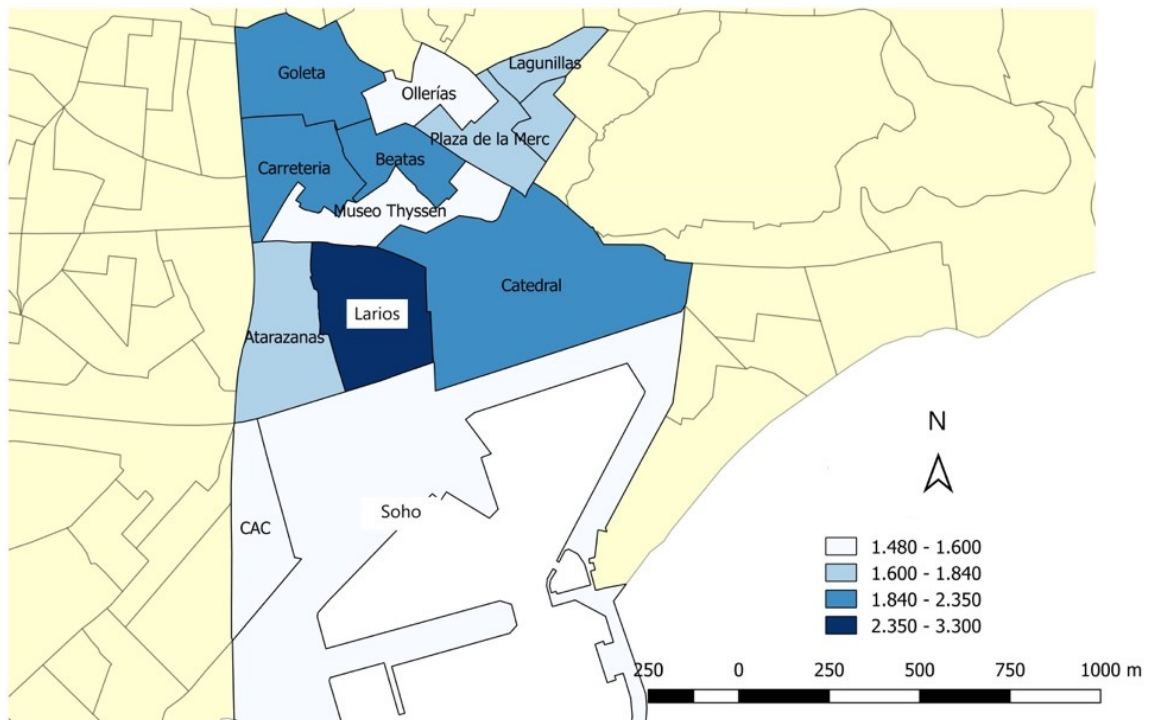 Goleta
Lagunillas
Ollerías
Plaza de la Merc
Beatas
Carreteria
Museo Thyssen
Catedral
Larios
Atarazanas
N
Soho
CAC
1.480 - 1.600
1.600 - 1.840
1.840 - 2.350
2.350 - 3.300
250 0 250 500 750 1000 m